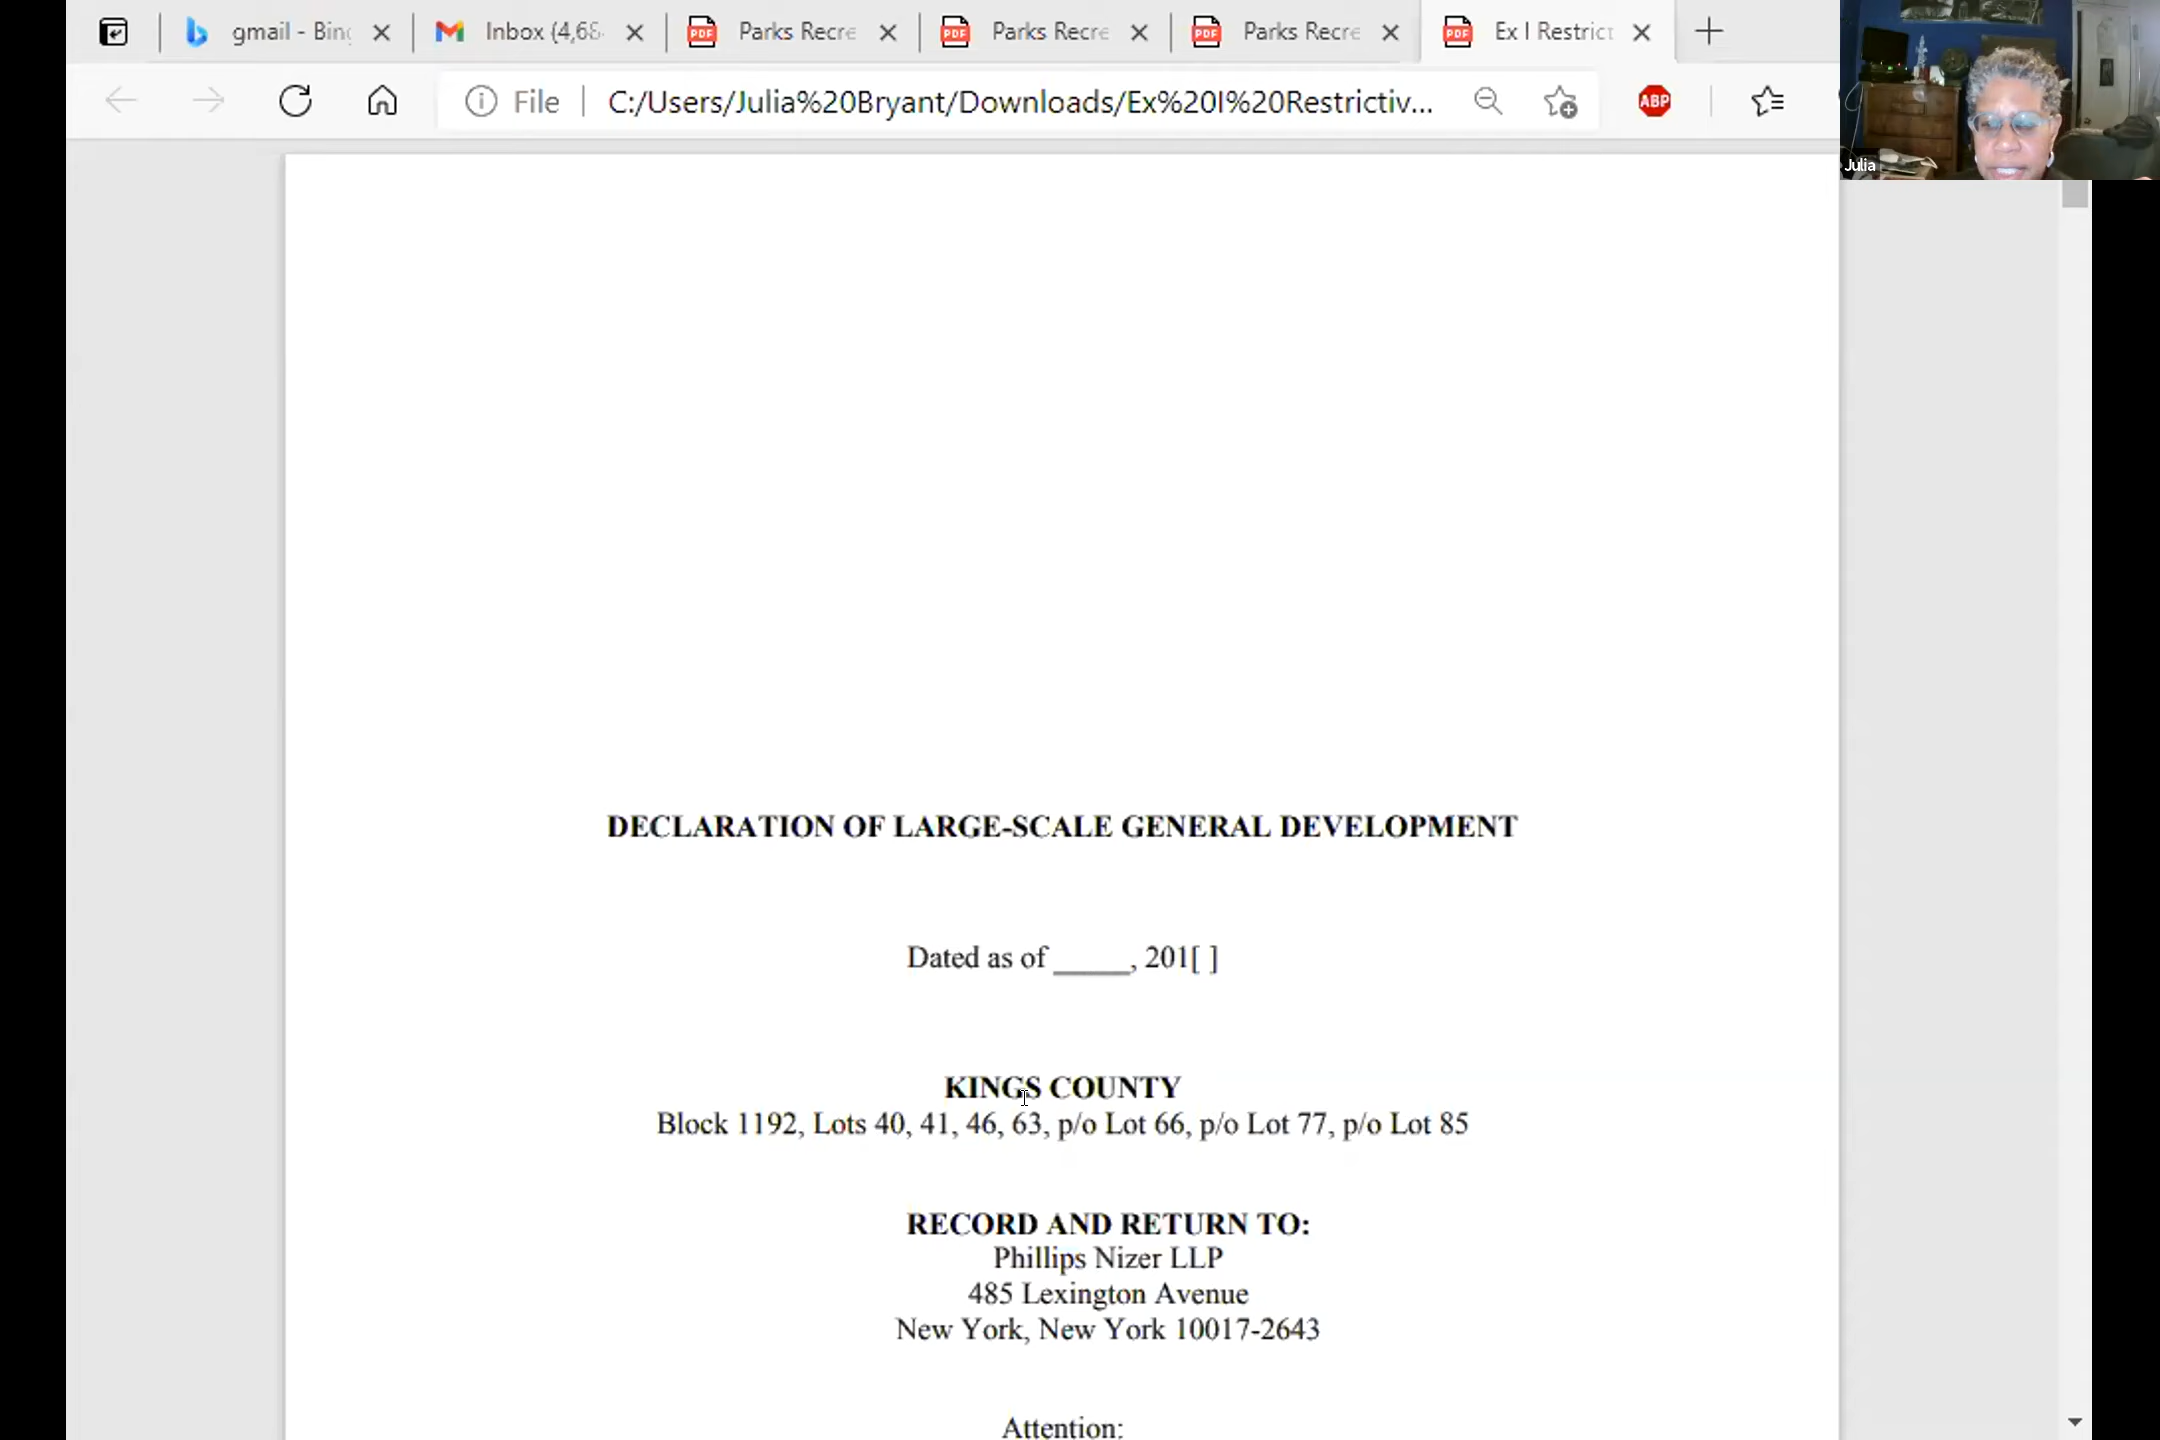 gmail - Bing
Inbox (4,68
Parks Recre
Parks Recre
Parks Recre
Ex I Restrict
File
C:/Users/Julia%20Bryant/Downloads/Ex%20I%20Restrictiv...
ABP
Julia
DECLARATION OF LARGE-SCALE GENERAL DEVELOPMENT
Dated as of _____, 201[ ]
KINGS COUNTY
Block 1192, Lots 40, 41, 46, 63, p/o Lot 66, p/o Lot 77, p/o Lot 85
RECORD AND RETURN TO:
Phillips Nizer LLP
485 Lexington Avenue
New York, New York 10017-2643
Attention: